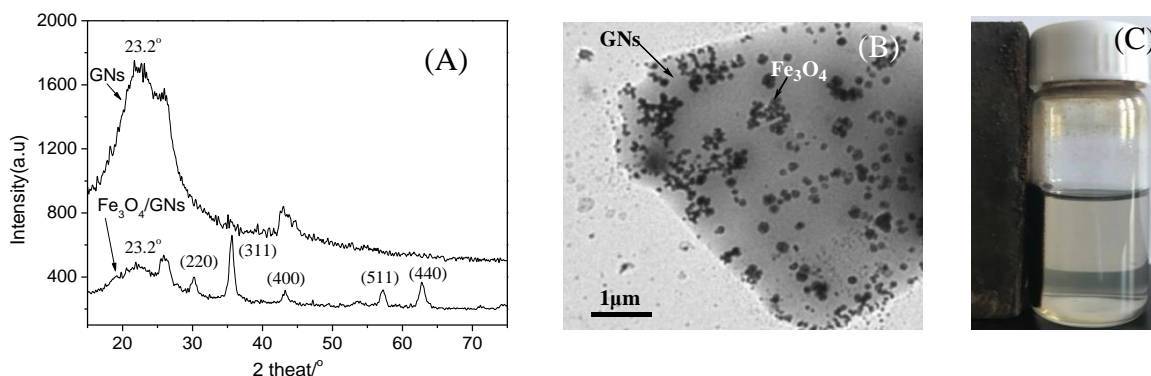 2000
1600
1200
800
400
Intensity(a.u)
20 30 40 50 60 70
2 theat/°
(A)
23.2°
GNs
Fe3O4/GNs
23.2°
(220)
(311)
(400)
(511)
(440)
(B)
GNs
Fe3O4
1μm
(C)